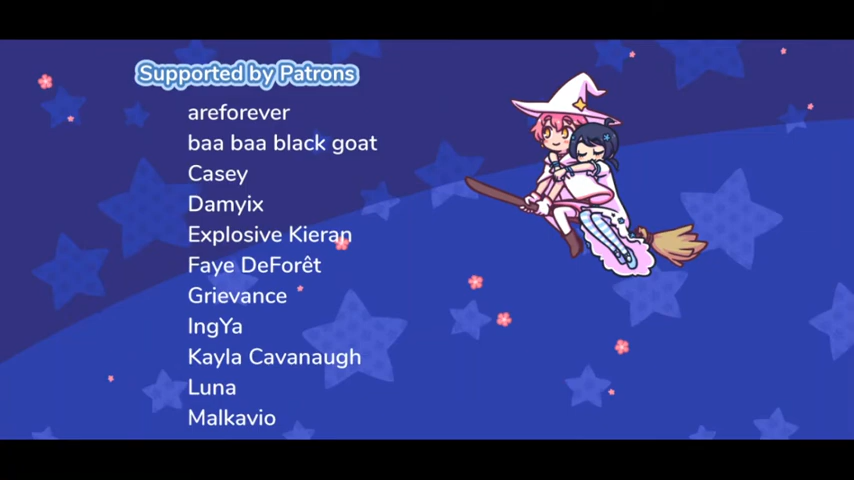 Supported by Patrons
areforever
baa baa black goat
Casey
Damyix
Explosive Kieran
Faye DeForêt
Grievance
IngYa
Kayla Cavanaugh
Luna
Malkavio